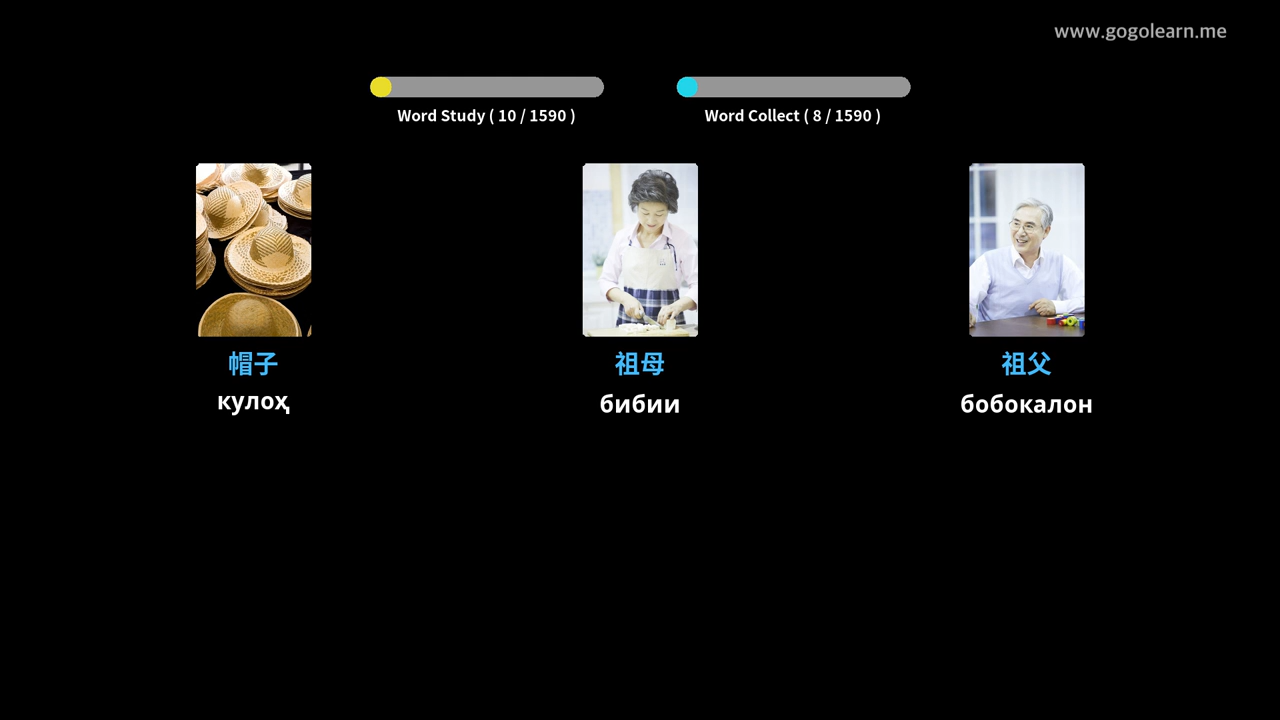 www.gogolearn.me
Word Study ( 10 / 1590 )
Word Collect ( 8 / 1590 )
帽子
кулоҳ
祖母
бибии
祖父
бобокалон